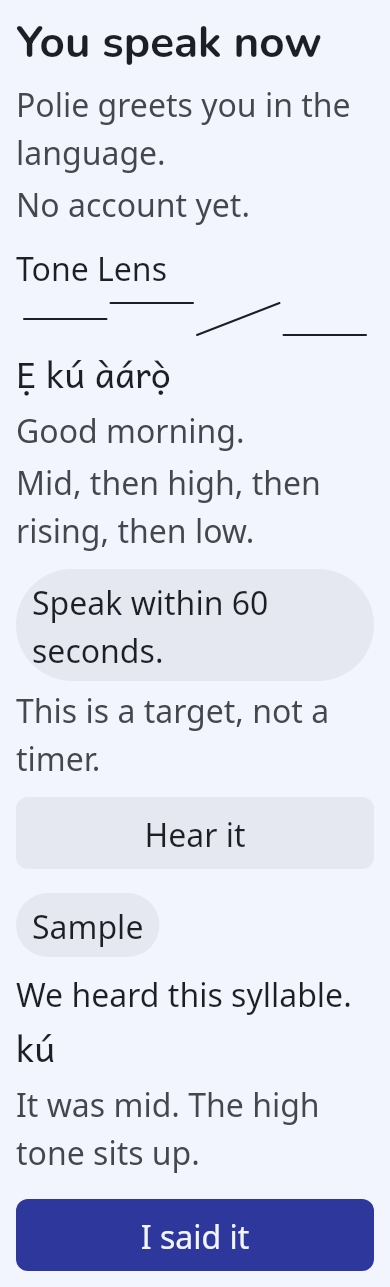 You speak now
Polie greets you in the
language.
No account yet.
Tone Lens
Ẹ kú àárọ̀
Good morning.
Mid, then high, then
rising, then low.
Speak within 60
seconds.
This is a target, not a
timer.
Hear it
Sample
We heard this syllable.
kú
It was mid. The high
tone sits up.
I said it